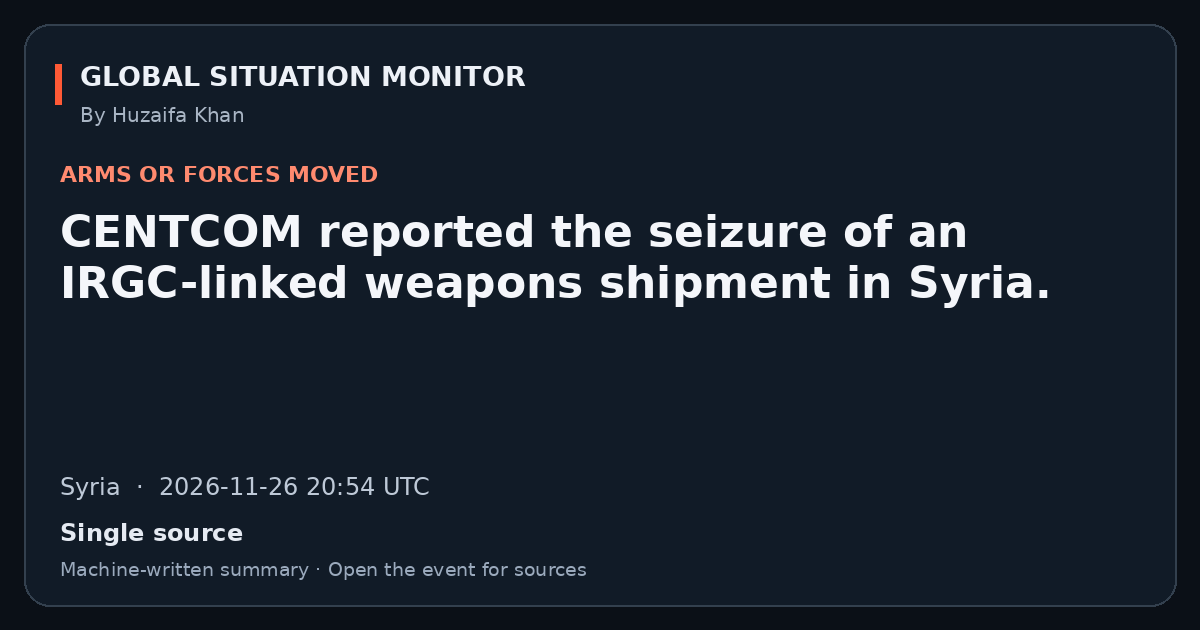 GLOBAL SITUATION MONITOR
By Huzaifa Khan
ARMS OR FORCES MOVED
CENTCOM reported the seizure of an
IRGC-linked weapons shipment in Syria.
Syria · 2026-11-26 20:54 UTC
Single source
Machine-written summary · Open the event for sources